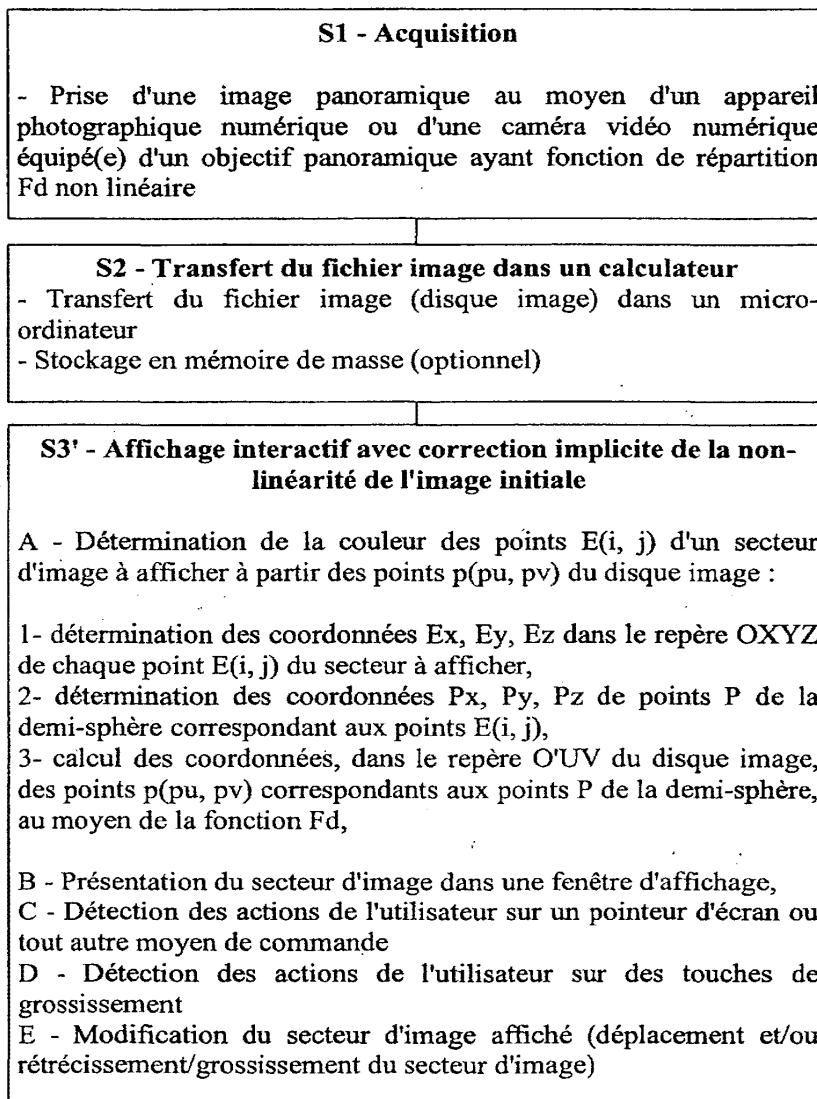 S1 - Acquisition
- Prise d'une image panoramique au moyen d'un appareil
photographique numérique ou d'une caméra vidéo numérique
équipé(e) d'un objectif panoramique ayant fonction de répartition
Fd non linéaire
S2 - Transfert du fichier image dans un calculateur
- Transfert du fichier image (disque image) dans un micro-
ordinateur
- Stockage en mémoire de masse (optionnel)
S3' - Affichage interactif avec correction implicite de la non-
linéarité de l'image initiale
A - Détermination de la couleur des points E(i, j) d'un secteur
d'image à afficher à partir des points p(pu, pv) du disque image :
1- détermination des coordonnées Ex, Ey, Ez dans le repère OXYZ
de chaque point E(i, j) du secteur à afficher,
2- détermination des coordonnées Px, Py, Pz de points P de la
demi-sphère correspondant aux points E(i, j),
3- calcul des coordonnées, dans le repère O'UV du disque image,
des points p(pu, pv) correspondants aux points P de la demi-sphère,
au moyen de la fonction Fd,
B - Présentation du secteur d'image dans une fenêtre d'affichage,
C - Détection des actions de l'utilisateur sur un pointeur d'écran ou
tout autre moyen de commande
D - Détection des actions de l'utilisateur sur des touches de
grossissement
E - Modification du secteur d'image affiché (déplacement et/ou
rétrécissement/grossissement du secteur d'image)